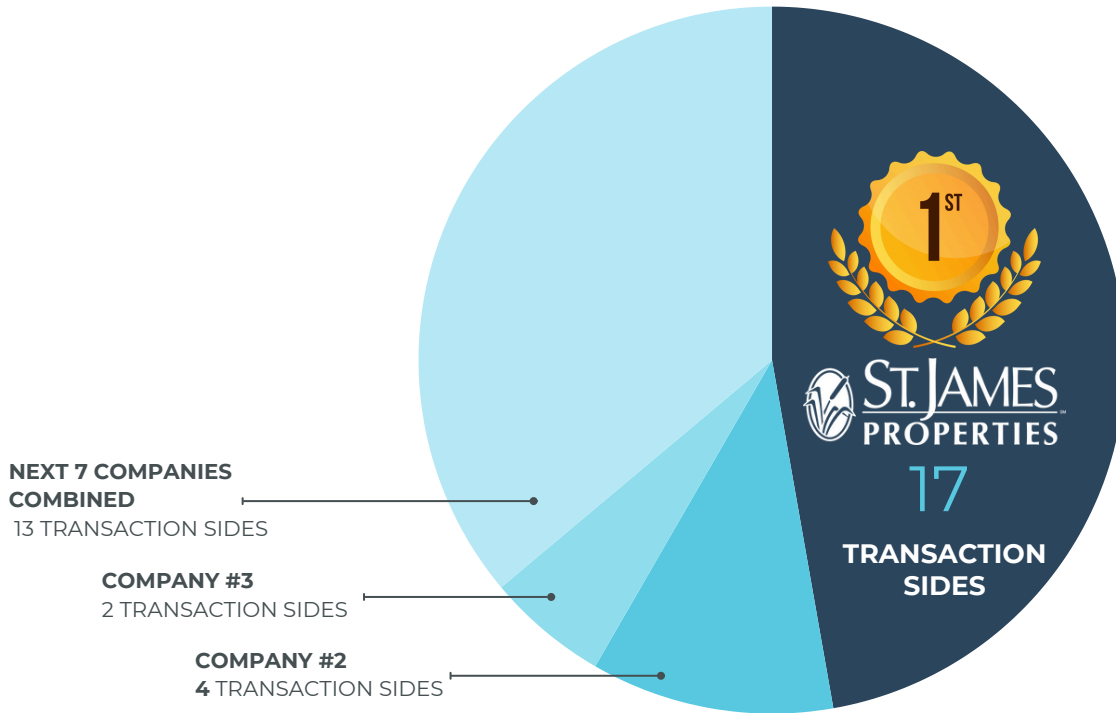 1ST
ST. JAMES
PROPERTIES
17
TRANSACTION
SIDES
NEXT 7 COMPANIES
COMBINED
13 TRANSACTION SIDES
COMPANY #3
2 TRANSACTION SIDES
COMPANY #2
4 TRANSACTION SIDES